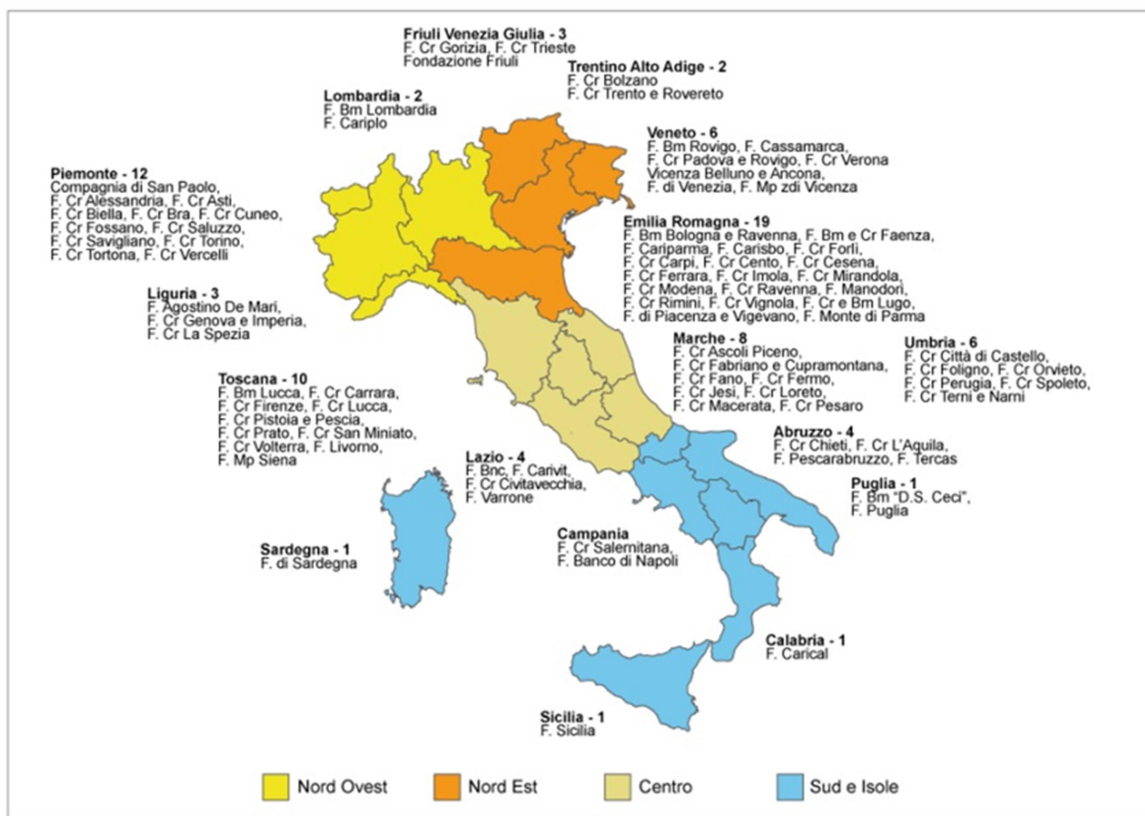 Friuli Venezia Giulia - 3
F. Cr Gorizia, F. Cr Trieste
Fondazione Friuli
Trentino Alto Adige - 2
F. Cr Bolzano
F. Cr Trento e Rovereto
Lombardia - 2
F. Bm Lombardia
F. Cariplo
Veneto - 6
F. Bm Rovigo, F. Cassamarca,
F. Cr Padova e Rovigo, F. Cr Verona
Vicenza Belluno e Ancona,
F. di Venezia, F. Mp zdi Vicenza
Piemonte - 12
Compagnia di San Paolo,
F. Cr Alessandria, F. Cr Asti,
F. Cr Biella, F. Cr Bra, F. Cr Cuneo,
F. Cr Fossano, F. Cr Saluzzo,
F. Cr Savigliano, F. Cr Torino,
F. Cr Tortona, F. Cr Vercelli
Emilia Romagna - 19
F. Bm Bologna e Ravenna, F. Bm e Cr Faenza,
F. Cariparma, F. Carisbo, F. Cr Forlì,
F. Cr Carpi, F. Cr Cento, F. Cr Cesena,
F. Cr Ferrara, F. Cr Imola, F. Cr Mirandola,
F. Cr Modena, F. Cr Ravenna, F. Manodori,
F. Cr Rimini, F. Cr Vignola, F. Cr e Bm Lugo,
F. di Piacenza e Vigevano, F. Monte di Parma
Liguria - 3
F. Agostino De Mari,
F. Cr Genova e Imperia,
F. Cr La Spezia
Marche - 8
F. Cr Ascoli Piceno,
F. Cr Fabriano e Cupramontana,
F. Cr Fano, F. Cr Fermo,
F. Cr Jesi, F. Cr Loreto,
F. Cr Macerata, F. Cr Pesaro
Umbria - 6
F. Cr Città di Castello,
F. Cr Foligno, F. Cr Orvieto,
F. Cr Perugia, F. Cr Spoleto,
F. Cr Terni e Narni
Toscana - 10
F. Bm Lucca, F. Cr Carrara,
F. Cr Firenze, F. Cr Lucca,
F. Cr Pistoia e Pescia,
F. Cr Prato, F. Cr San Miniato,
F. Cr Volterra, F. Livorno,
F. Mp Siena
Abruzzo - 4
F. Cr Chieti, F. Cr L'Aquila,
F. Pescarabruzzo, F. Tercas
Lazio - 4
F. Bnc, F. Carivit,
F. Cr Civitavecchia,
F. Varrone
Puglia - 1
F. Bm "D.S. Ceci",
F. Puglia
Campania
F. Cr Salernitana,
F. Banco di Napoli
Sardegna - 1
F. di Sardegna
Calabria - 1
F. Carical
Sicilia - 1
F. Sicilia
Nord Ovest
Nord Est
Centro
Sud e Isole